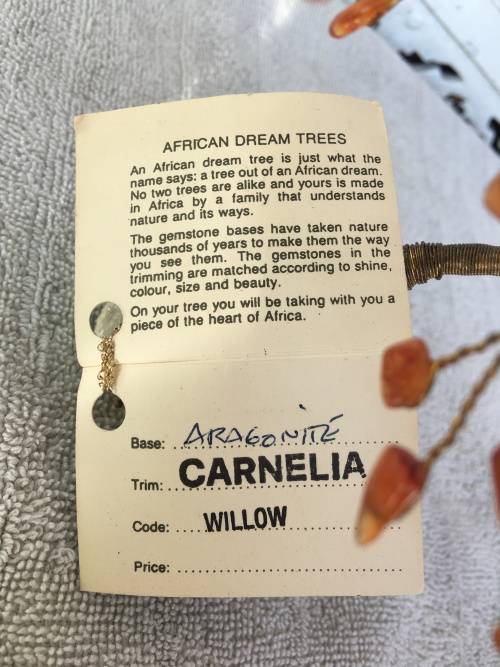 AFRICAN DREAM TREES
An African dream tree is just what the
name says: a tree out of an African dream.
No two trees are alike and yours is made
in Africa by a family that understands
nature and its ways.
The gemstone bases have taken nature
thousands of years to make them the way
you see them. The gemstones in the
trimming are matched according to shine,
colour, size and beauty.
On your tree you will be taking with you a
piece of the heart of Africa.
Base: ARAGONITE
Trim: CARNELIA
Code: WILLOW
Price: